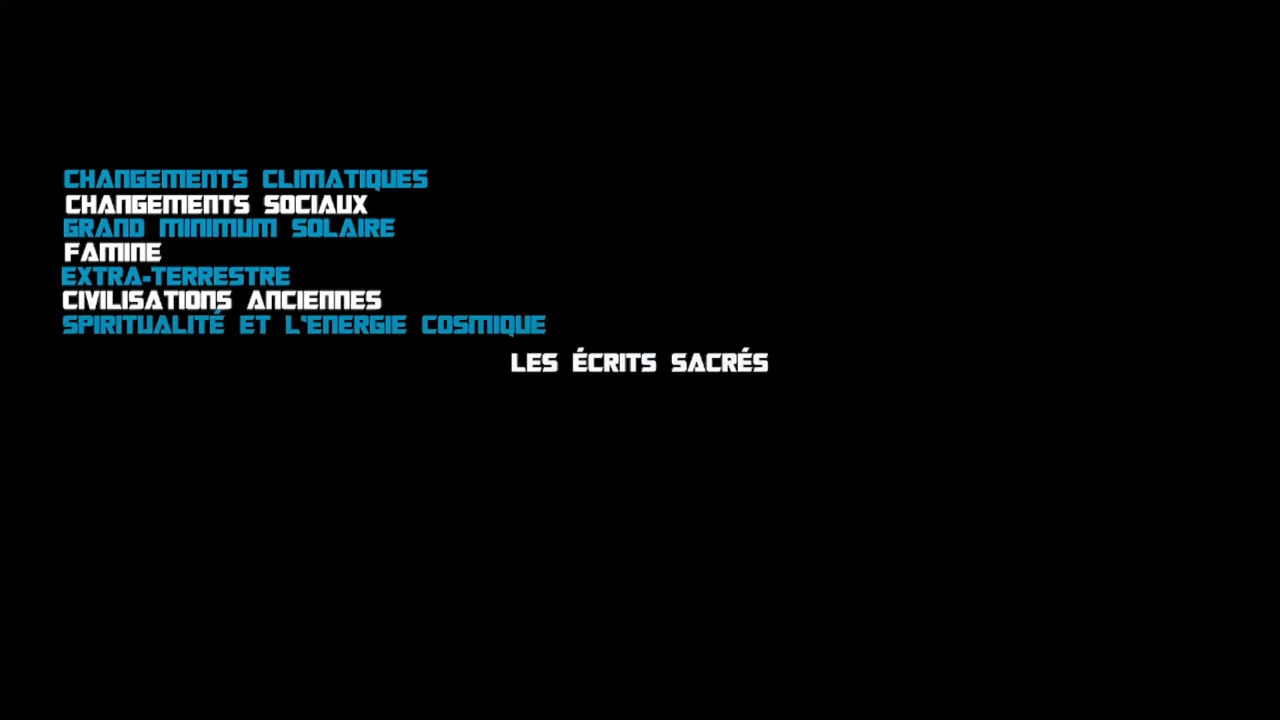 CHANGEMENTS CLIMATIQUES
CHANGEMENTS SOCIAUX
GRAND MINIMUM SOLAIRE
FAMINE
EXTRA-TERRESTRE
CIVILISATIONS ANCIENNES
SPIRITUALITÉ ET L'ENERGIE COSMIQUE
LES ÉCRITS SACRÉS